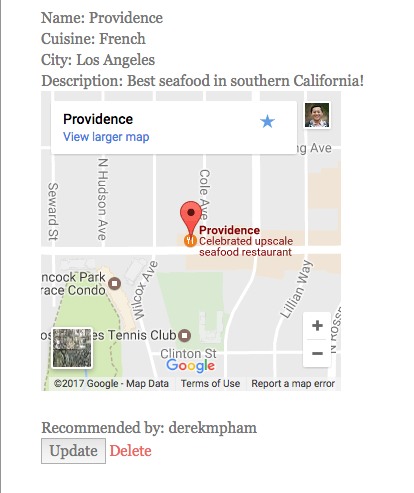 Name: Providence
Cuisine: French
City: Los Angeles
Description: Best seafood in southern California!
Providence
View larger map
ng Ave
Seward St
N Hudson Ave
Cole Ave
Providence
Celebrated upscale
seafood restaurant
ncock Park
race Condo
Wilcox Ave
Lillian Way
N Ross
os
es Tennis Club
Clinton St
+
−
Google
©2017 Google - Map Data
Terms of Use
Report a map error
Recommended by: derekmpham
Update Delete